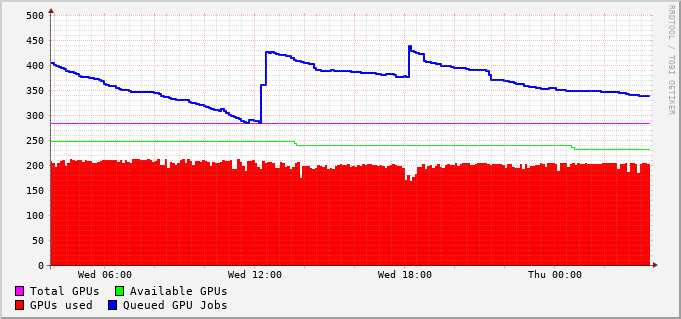 500
450
400
350
300
250
200
150
100
50
0
Wed 06:00 Wed 12:00 Wed 18:00 Thu 00:00
Total GPUs Available GPUs
GPUs used Queued GPU Jobs
RRDTOOL / TOBI OETIKER